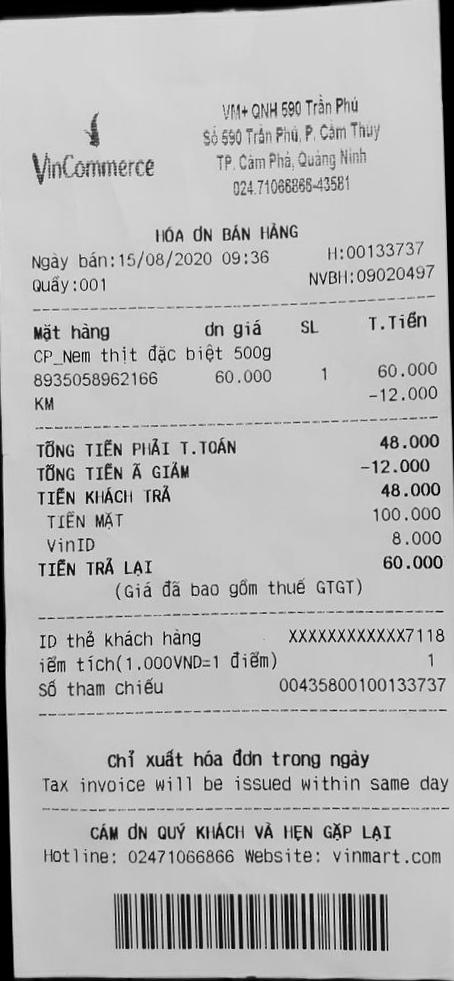 VinCommerce
VM+ QNH 590 Trần Phú
Số 590 Trần Phú, P. Cẩm Thủy
TP. Cẩm Phả, Quảng Ninh
024.71066866-43581
HÓA ƠN BÁN HÀNG
Ngày bán:15/08/2020 09:36 H:00133737
Quầy:001 NVBH:09020497
Mặt hàng ơn giá SL T.Tiền
CP_Nem thịt đặc biệt 500g
8935058962166 60.000 1 60.000
KM -12.000
TỔNG TIỀN PHẢI T.TOÁN 48.000
TỔNG TIỀN Ã GIẢM -12.000
TIỀN KHÁCH TRẢ 48.000
TIỀN MẶT 100.000
VinID 8.000
TIỀN TRẢ LẠI 60.000
(Giá đã bao gồm thuế GTGT)
ID thẻ khách hàng XXXXXXXXXXXX7118
iểm tích(1.000VND=1 điểm) 1
Số tham chiếu 00435800100133737
Chỉ xuất hóa đơn trong ngày
Tax invoice will be issued within same day
CÁM ƠN QUÝ KHÁCH VÀ HẸN GẶP LẠI
Hotline: 02471066866 Website: vinmart.com